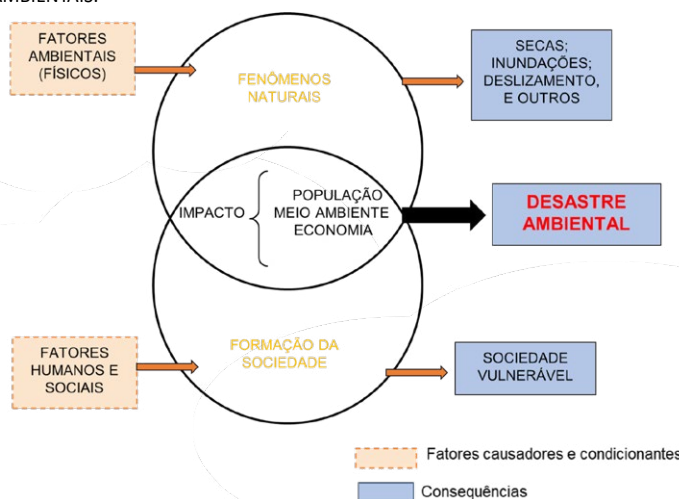 AMBIENTAIS.
FATORES
AMBIENTAIS
(FÍSICOS)
FENÔMENOS
NATURAIS
SECAS;
INUNDAÇÕES;
DESLIZAMENTO,
E OUTROS
IMPACTO
POPULAÇÃO
MEIO AMBIENTE
ECONOMIA
DESASTRE
AMBIENTAL
FATORES
HUMANOS E
SOCIAIS
FORMAÇÃO DA
SOCIEDADE
SOCIEDADE
VULNERÁVEL
Fatores causadores e condicionantes
Consequências